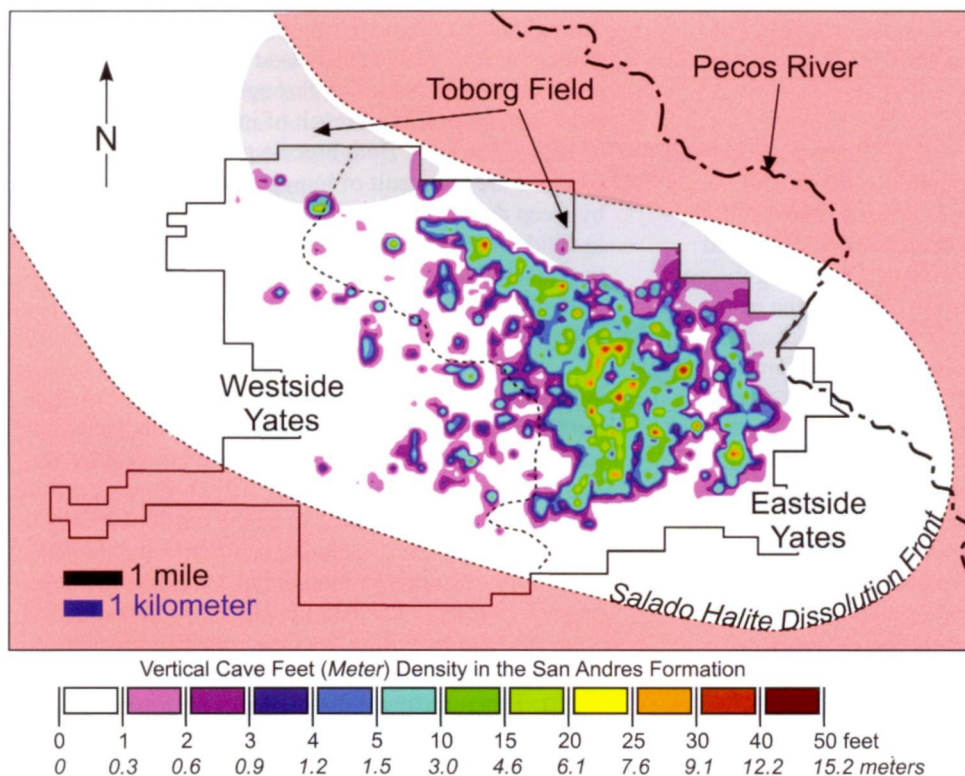 Toborg Field
Pecos River
N
Westside
Yates
Eastside
Yates
1 mile
1 kilometer
Salado Halite Dissolution Front
Vertical Cave Feet (Meter) Density in the San Andres Formation
0 1 2 3 4 5 10 15 20 25 30 40 50 feet
0 0.3 0.6 0.9 1.2 1.5 3.0 4.6 6.1 7.6 9.1 12.2 15.2 meters